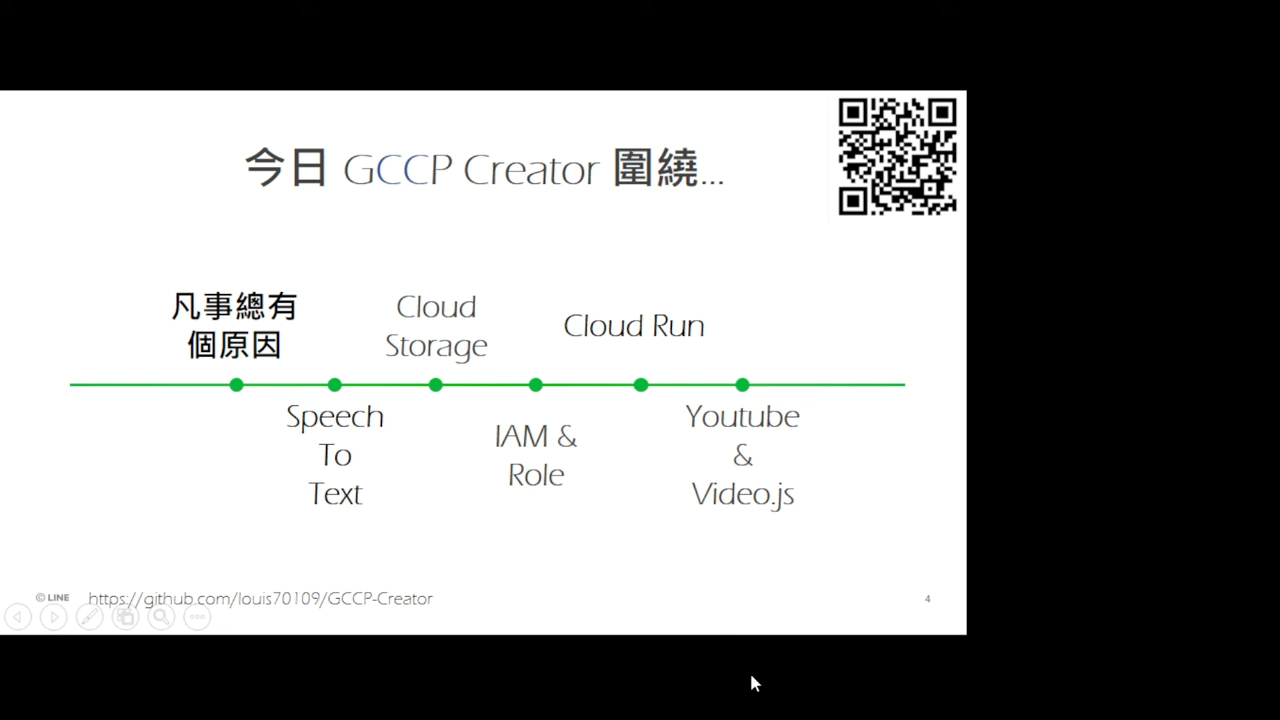 今日 GCCP Creator 圍繞...
凡事總有
個原因
Speech
To
Text
Cloud
Storage
IAM &
Role
Cloud Run
Youtube
&
Video.js
© LINE
https://github.com/louis70109/GCCP-Creator
4